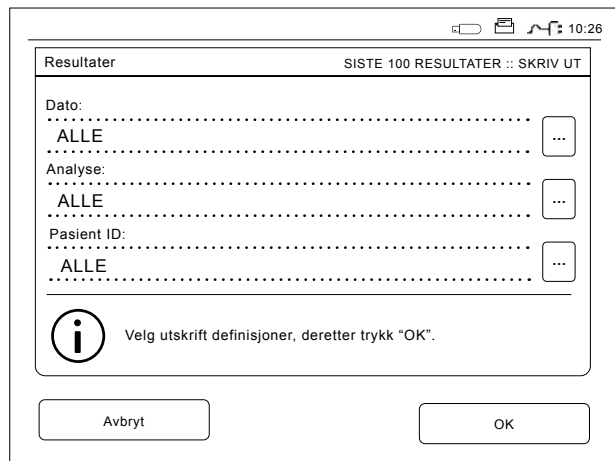 10:26
Resultater SISTE 100 RESULTATER :: SKRIV UT
Dato:
ALLE
...
Analyse:
ALLE
...
Pasient ID:
ALLE
...
Velg utskrift definisjoner, deretter trykk “OK”.
Avbryt OK